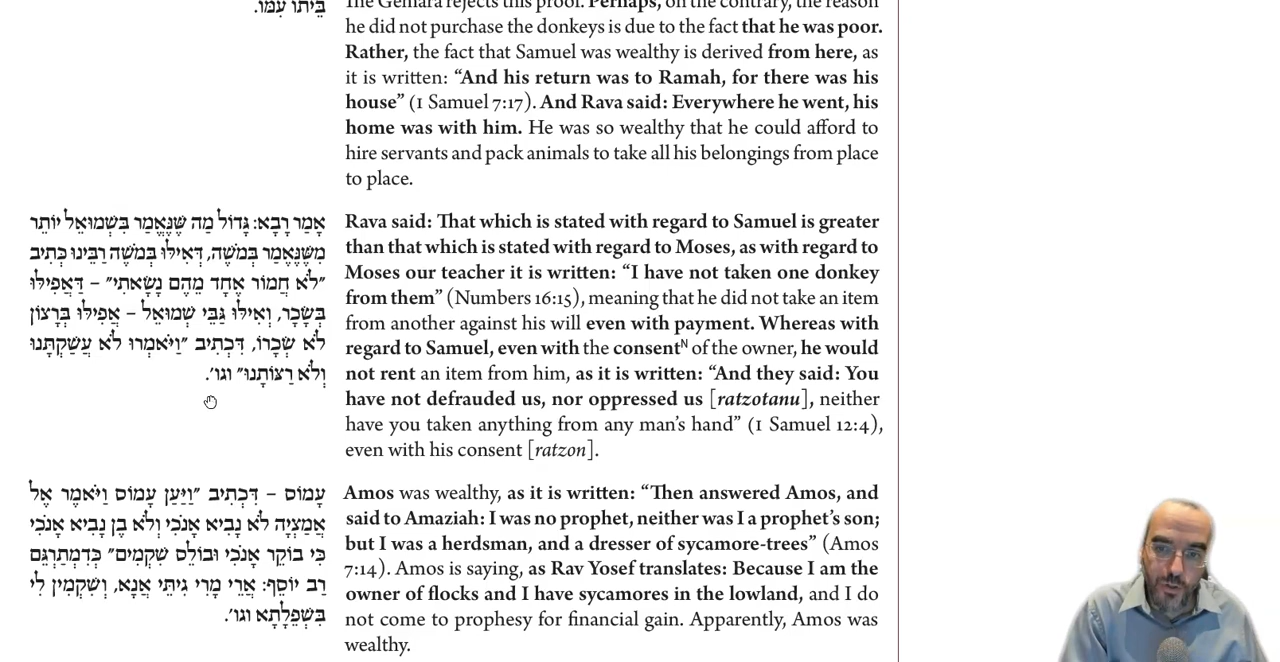 בֵּיתוֹ עִמּוֹ.
The Gemara rejects this proof. Perhaps, on the contrary, the reason
he did not purchase the donkeys is due to the fact that he was poor.
Rather, the fact that Samuel was wealthy is derived from here, as
it is written: “And his return was to Ramah, for there was his
house” (I Samuel 7:17). And Rava said: Everywhere he went, his
home was with him. He was so wealthy that he could afford to
hire servants and pack animals to take all his belongings from place
to place.
אָמַר רָבָא: גָּדוֹל מַה שֶּׁנֶּאֱמַר בִּשְׁמוּאֵל יוֹתֵר
מִשֶּׁנֶּאֱמַר בְּמֹשֶׁה, דְּאִילּוּ בְּמֹשֶׁה רַבֵּינוּ כְּתִיב
״לֹא חֲמוֹר אֶחָד מֵהֶם נָשָׂאתִי״ – דַּאֲפִילּוּ
בְּשָׂכָר, וְאִילּוּ גַּבֵּי שְׁמוּאֵל – אֲפִילּוּ בְּרָצוֹן
לֹא שְׂכָרוֹ, דִּכְתִיב ״וַיֹּאמְרוּ לֹא עֲשַׁקְתָּנוּ
וְלֹא רַצּוֹתָנוּ״ וגו׳.
Rava said: That which is stated with regard to Samuel is greater
than that which is stated with regard to Moses, as with regard to
Moses our teacher it is written: “I have not taken one donkey
from them” (Numbers 16:15), meaning that he did not take an item
from another against his will even with payment. Whereas with
regard to Samuel, even with the consentᴺ of the owner, he would
not rent an item from him, as it is written: “And they said: You
have not defrauded us, nor oppressed us [ratzotanu], neither
have you taken anything from any man’s hand” (I Samuel 12:4),
even with his consent [ratzon].
עָמוֹס – דִּכְתִיב ״וַיַּעַן עָמוֹס וַיֹּאמֶר אֶל
אֲמַצְיָה לֹא נָבִיא אָנֹכִי וְלֹא בֶן נָבִיא אָנֹכִי
כִּי בוֹקֵר אָנֹכִי וּבוֹלֵס שִׁקְמִים״ כְּדִמְתַרְגֵּם
רַב יוֹסֵף: אֲרֵי מָרֵי גִיתֵּי אֲנָא, וְשִׁקְמִין לִי
בִּשְׁפֵלָתָא וגו׳.
Amos was wealthy, as it is written: “Then answered Amos, and
said to Amaziah: I was no prophet, neither was I a prophet’s son;
but I was a herdsman, and a dresser of sycamore-trees” (Amos
7:14). Amos is saying, as Rav Yosef translates: Because I am the
owner of flocks and I have sycamores in the lowland, and I do
not come to prophesy for financial gain. Apparently, Amos was
wealthy.